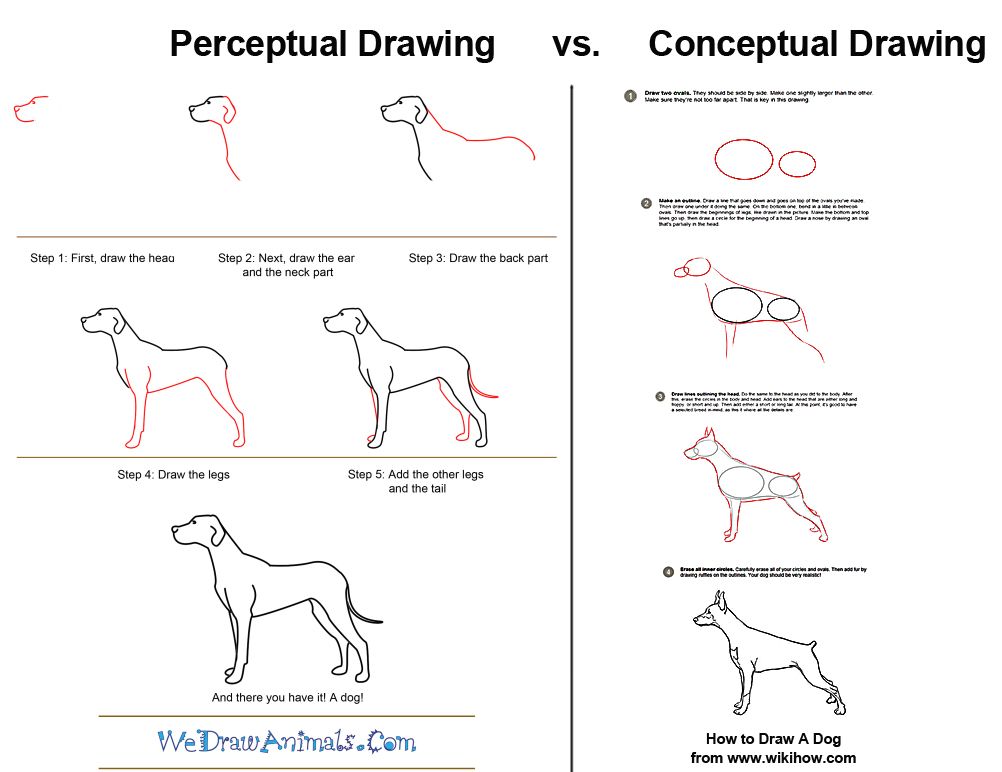 Perceptual Drawing vs. Conceptual Drawing
Step 1: First, draw the head
Step 2: Next, draw the ear
and the neck part
Step 3: Draw the back part
Step 4: Draw the legs
Step 5: Add the other legs
and the tail
And there you have it! A dog!
WeDrawAnimals.Com
1
Draw two ovals. They should be side by side. Make one slightly larger than the other.
Make sure they're not too far apart. That is key in this drawing.
2
Make an outline. Draw a line that goes down and goes on top of the ovals you've made.
Then draw one under it doing the same. On the bottom one, bend in a little in between
ovals. Then draw the beginnings of legs, like drawn in the picture. Make the bottom and top
lines go up, then draw a circle for the beginning of a head. Draw a nose by drawing an oval
that's partially in the head.
3
Draw lines outlining the head. Do the same to the head as you did to the body. After
this, erase the circles in the body and head. Add ears to the head that are either long and
floppy or short and up. Then add either a short or long tail. At this point, it's good to have
a selected breed in mind, as this is where all the details are.
4
Erase all inner circles. Carefully erase all of your circles and ovals. Then add fur by
drawing ruffles on the outlines. Your dog should be very realistic!
How to Draw A Dog
from www.wikihow.com